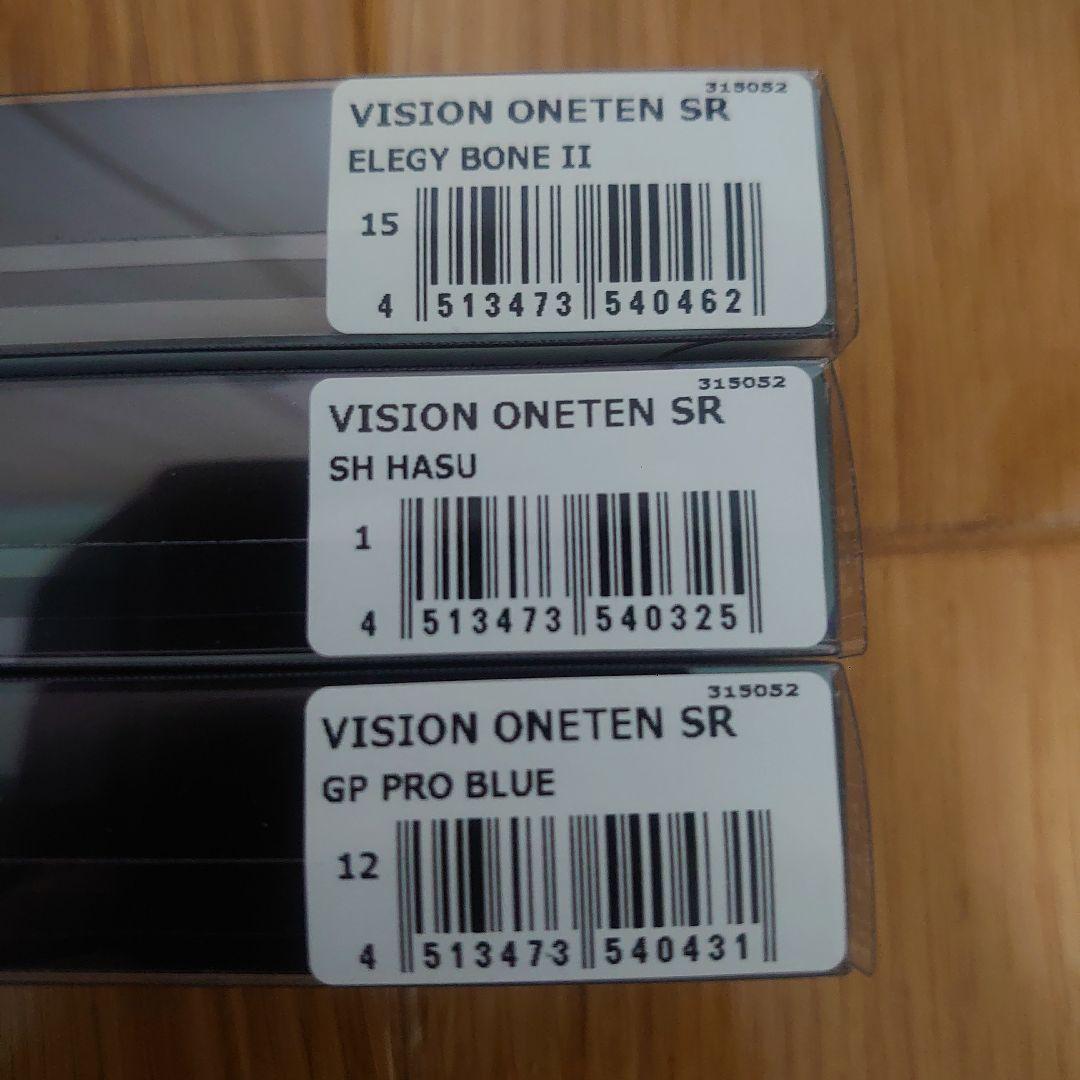 315052
VISION ONETEN SR
ELEGY BONE II
15
4 513473 540462
315052
VISION ONETEN SR
SH HASU
1
4 513473 540325
315052
VISION ONETEN SR
GP PRO BLUE
12
4 513473 540431